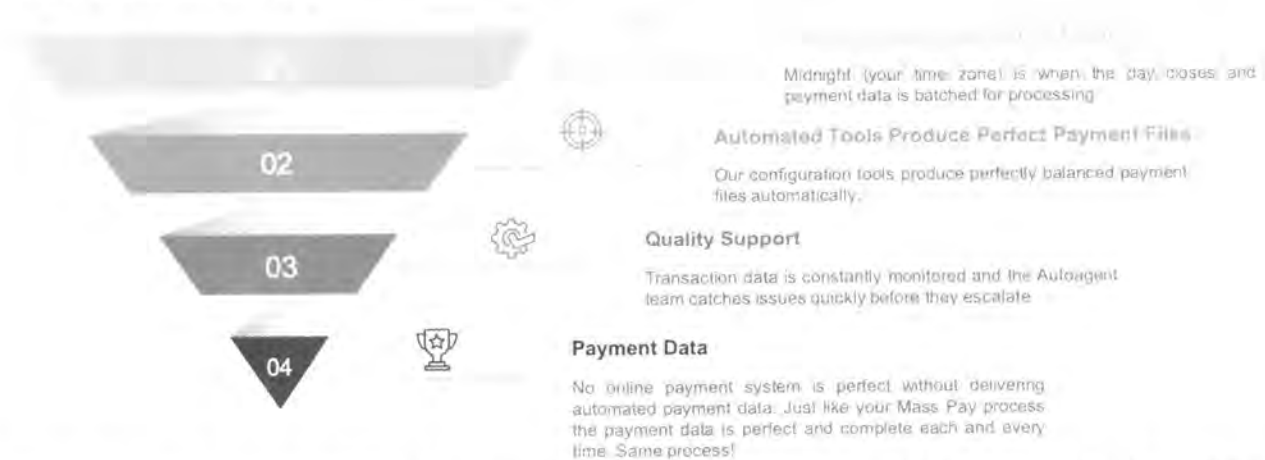 Midnight (your time zone) is when the day closes and
payment data is batched for processing
02
Automated Tools Produce Perfect Payment Files
Our configuration tools produce perfectly balanced payment
files automatically.
03
Quality Support
Transaction data is constantly monitored and the Autoagent
team catches issues quickly before they escalate
04
Payment Data
No online payment system is perfect without delivering
automated payment data. Just like your Mass Pay process
the payment data is perfect and complete each and every
time. Same process!